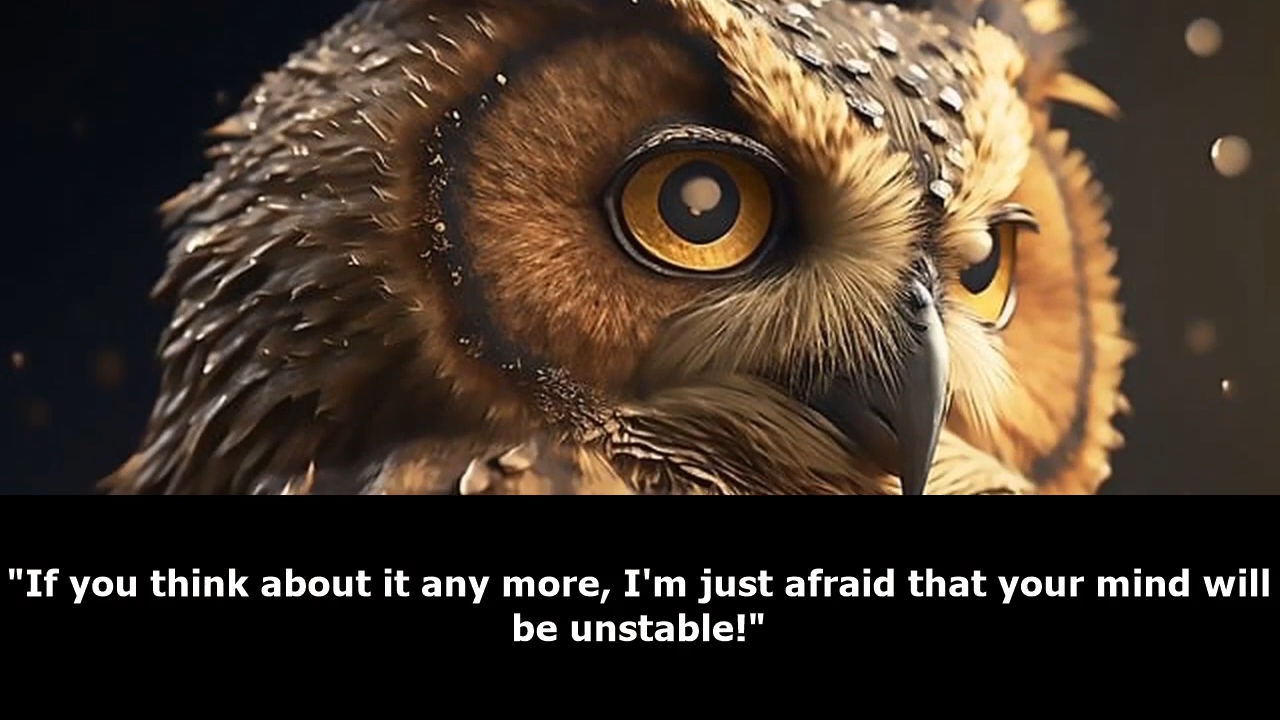 "If you think about it any more, I'm just afraid that your mind will
be unstable!"